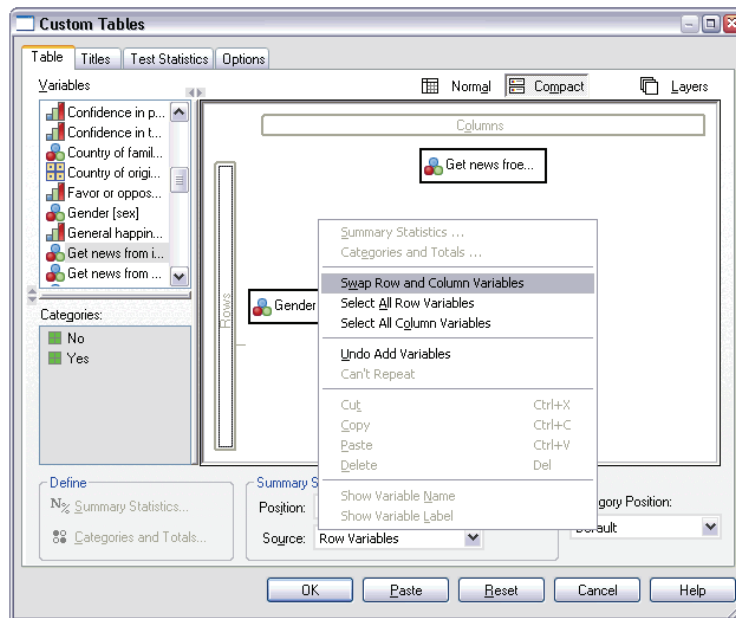 Custom Tables
Table Titles Test Statistics Options
Variables
Normal Compact Layers
Confidence in p...
Confidence in t...
Country of famil...
Country of origi...
Favor or oppos...
Gender [sex]
General happin...
Get news from i...
Get news from ...
Categories:
No
Yes
Columns
Get news froe...
Rows
Gender
Summary Statistics ...
Categories and Totals ...
Swap Row and Column Variables
Select All Row Variables
Select All Column Variables
Undo Add Variables
Can't Repeat
Cut Ctrl+X
Copy Ctrl+C
Paste Ctrl+V
Delete Del
Show Variable Name
Show Variable Label
Define
N% Summary Statistics...
Categories and Totals...
Summary S
Position:
Source: Row Variables
gory Position:
Default
OK Paste Reset Cancel Help